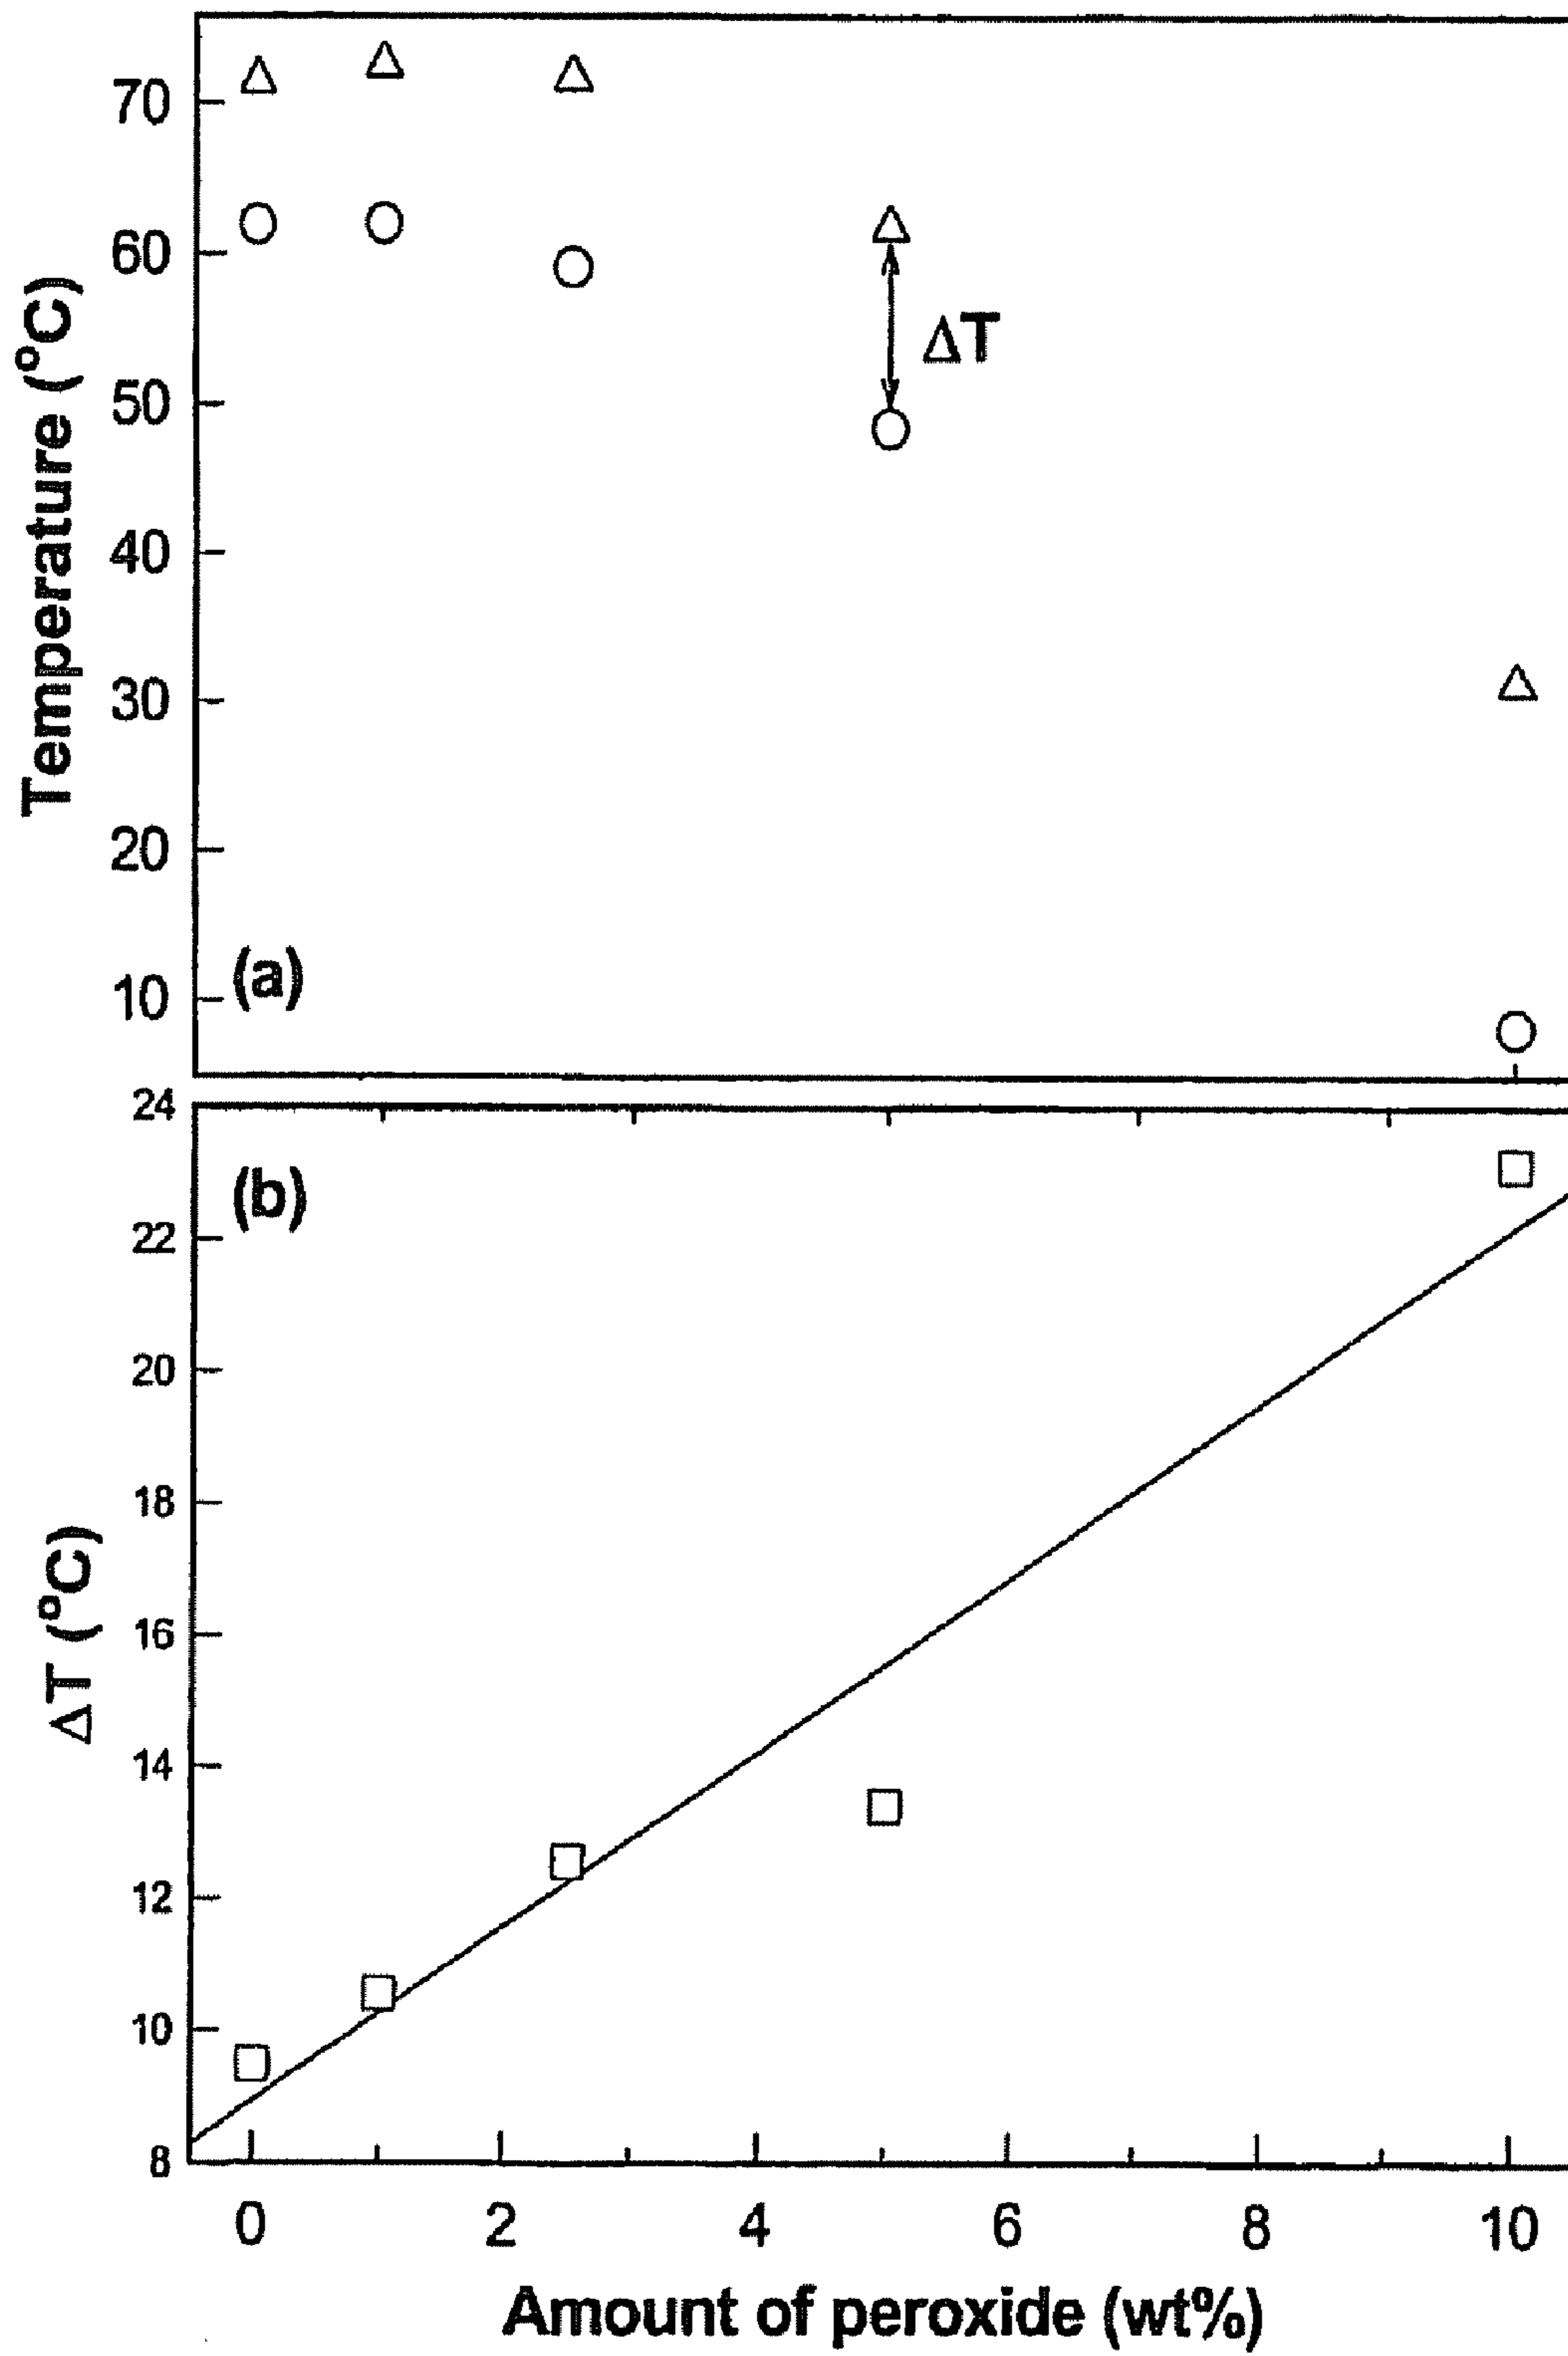 70
60
50
40
30
20
10
Temperature (°C)
ΔT
(a)
24
22
20
18
16
14
12
10
8
ΔT (°C)
(b)
0 2 4 6 8 10
Amount of peroxide (wt%)